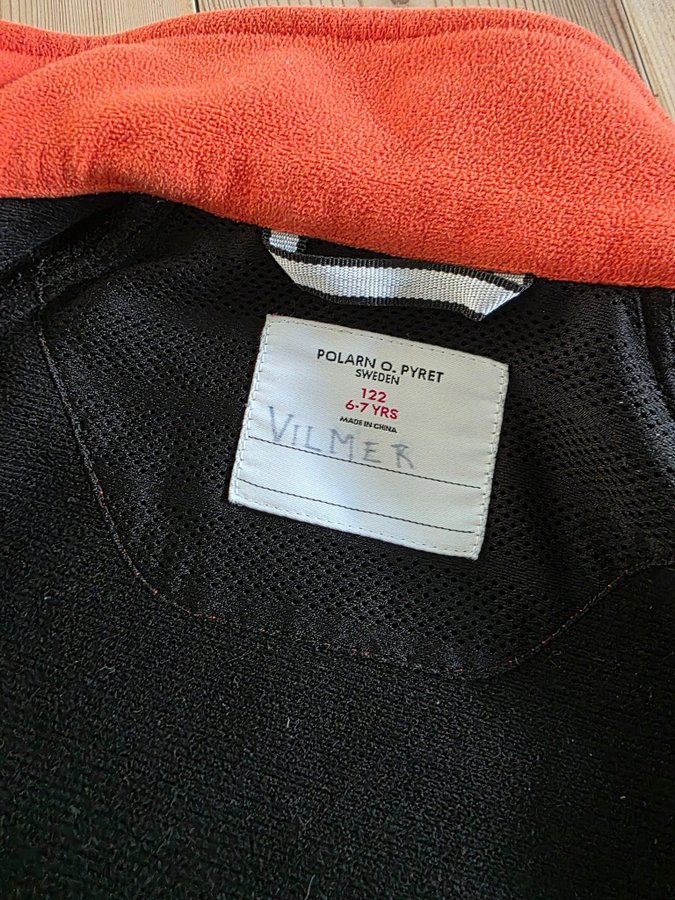 POLARN O. PYRET
SWEDEN
122
6-7 YRS
MADE IN CHINA
VILMER